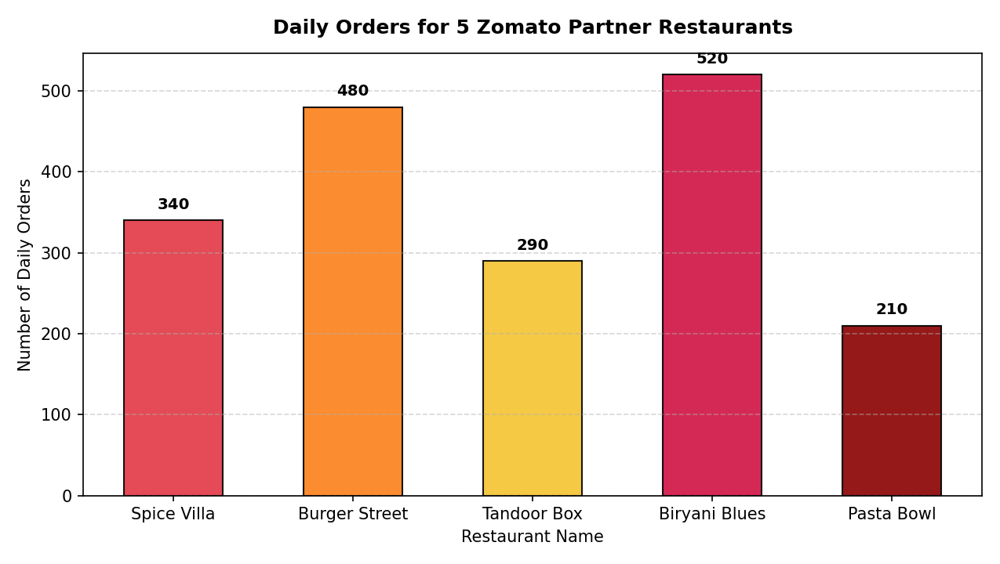 Daily Orders for 5 Zomato Partner Restaurants
Number of Daily Orders
500
400
300
200
100
0
340
480
290
520
210
Spice Villa
Burger Street
Tandoor Box
Biryani Blues
Pasta Bowl
Restaurant Name